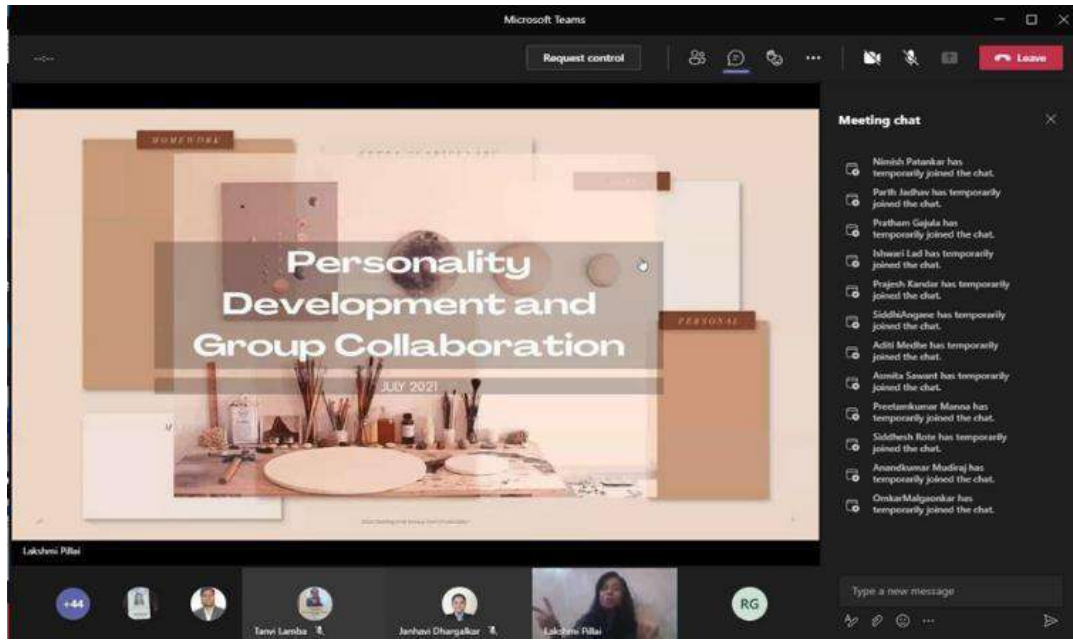 Microsoft Teams
--:--
Request control
Leave
HOMEWORK
Personality
Development and
Group Collaboration
JULY 2021
PERSONAL
Lakshmi Pillai
Meeting chat
Nimish Patankar has
temporarily joined the chat.
Parth Jadhav has temporarily
joined the chat.
Pratham Gajula has
temporarily joined the chat.
Ishwari Lad has temporarily
joined the chat.
Prajesh Kandar has temporarily
joined the chat.
SiddhiAngane has temporarily
joined the chat.
Aditi Medhe has temporarily
joined the chat.
Asmita Sawant has temporarily
joined the chat.
Preetamkumar Manna has
temporarily joined the chat.
Siddhesh Rote has temporarily
joined the chat.
Anandkumar Mudiraj has
temporarily joined the chat.
OmkarMalgaonkar has
temporarily joined the chat.
Type a new message
+44
Tanvi Lamba
Janhavi Dhargalkar
Lakshmi Pillai
RG